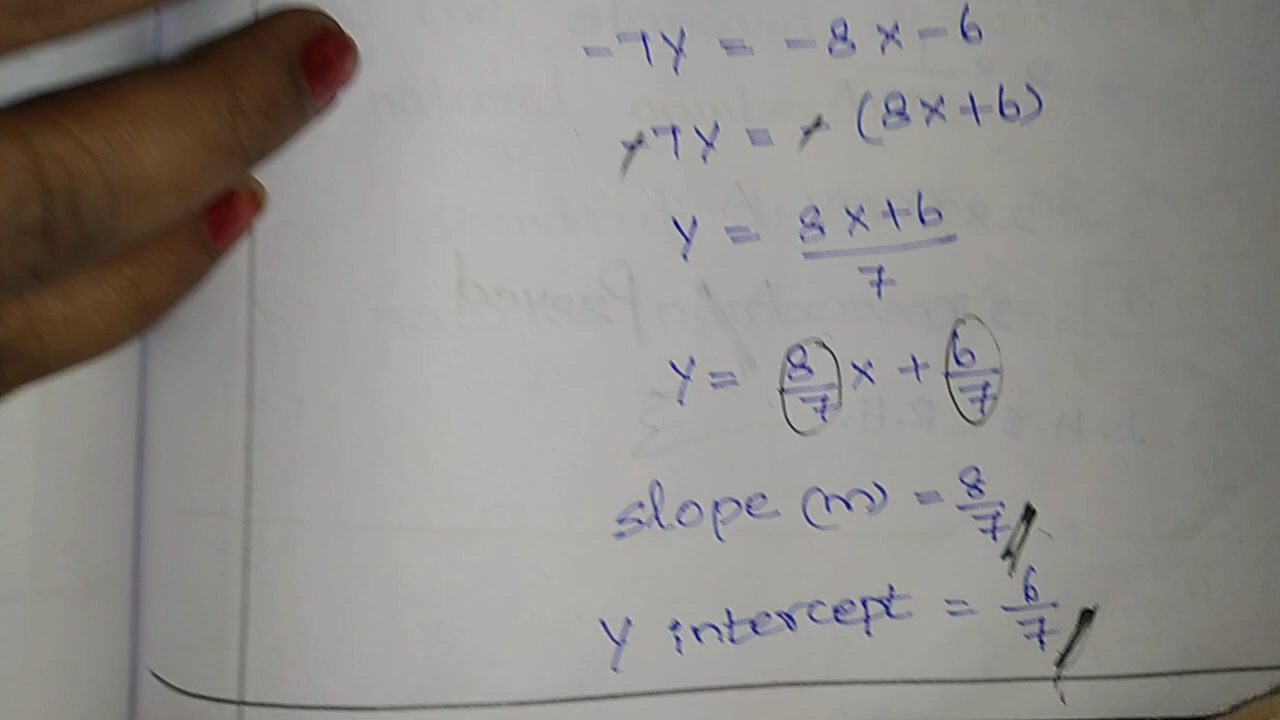 -7y = -8x-6
-7y = - (8x+6)
y = 8x+6/7
y = 8/7 x + 6/7
slope (m) = 8/7
y intercept = 6/7